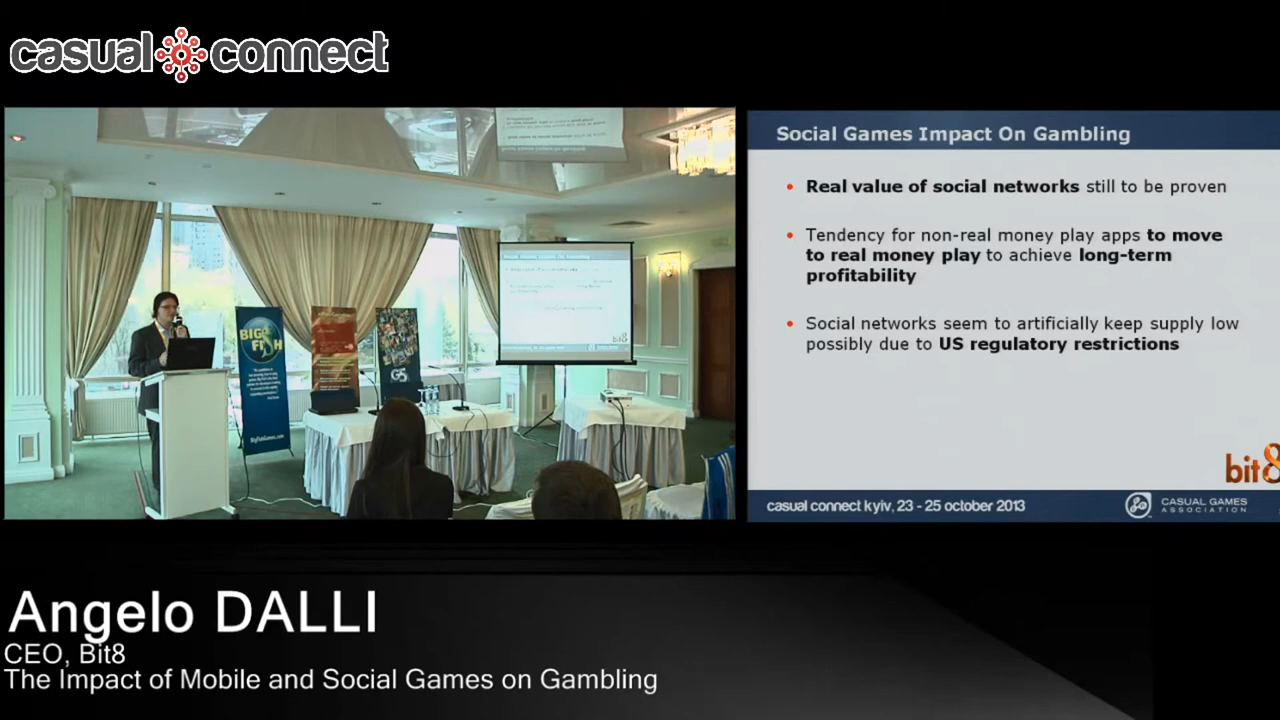 casual connect
Social Games Impact On Gambling
• Real value of social networks still to be proven
• Tendency for non-real money play apps to move
to real money play to achieve long-term
profitability
• Social networks seem to artificially keep supply low
possibly due to US regulatory restrictions
bit8
casual connect kyiv, 23 - 25 october 2013
CASUAL GAMES
ASSOCIATION
BIG
FISH
BigFishGames.com
G5
bit8
Angelo DALLI
CEO, Bit8
The Impact of Mobile and Social Games on Gambling